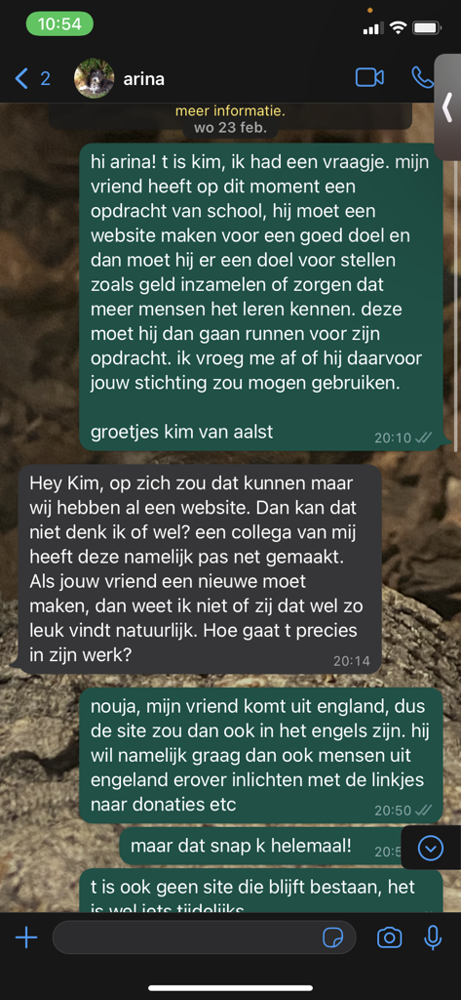 10:54
2
arina
meer informatie.
wo 23 feb.
hi arina! t is kim, ik had een vraagje. mijn
vriend heeft op dit moment een
opdracht van school, hij moet een
website maken voor een goed doel en
dan moet hij er een doel voor stellen
zoals geld inzamelen of zorgen dat
meer mensen het leren kennen. deze
moet hij dan gaan runnen voor zijn
opdracht. ik vroeg me af of hij daarvoor
jouw stichting zou mogen gebruiken.
groetjes kim van aalst
20:10
Hey Kim, op zich zou dat kunnen maar
wij hebben al een website. Dan kan dat
niet denk ik of wel? een collega van mij
heeft deze namelijk pas net gemaakt.
Als jouw vriend een nieuwe moet
maken, dan weet ik niet of zij dat wel zo
leuk vindt natuurlijk. Hoe gaat t precies
in zijn werk?
20:14
nouja, mijn vriend komt uit england, dus
de site zou dan ook in het engels zijn. hij
wil namelijk graag dan ook mensen uit
engeland erover inlichten met de linkjes
naar donaties etc
20:50
maar dat snap k helemaal!
t is ook geen site die blijft bestaan, het
is wel iets tijdelijks